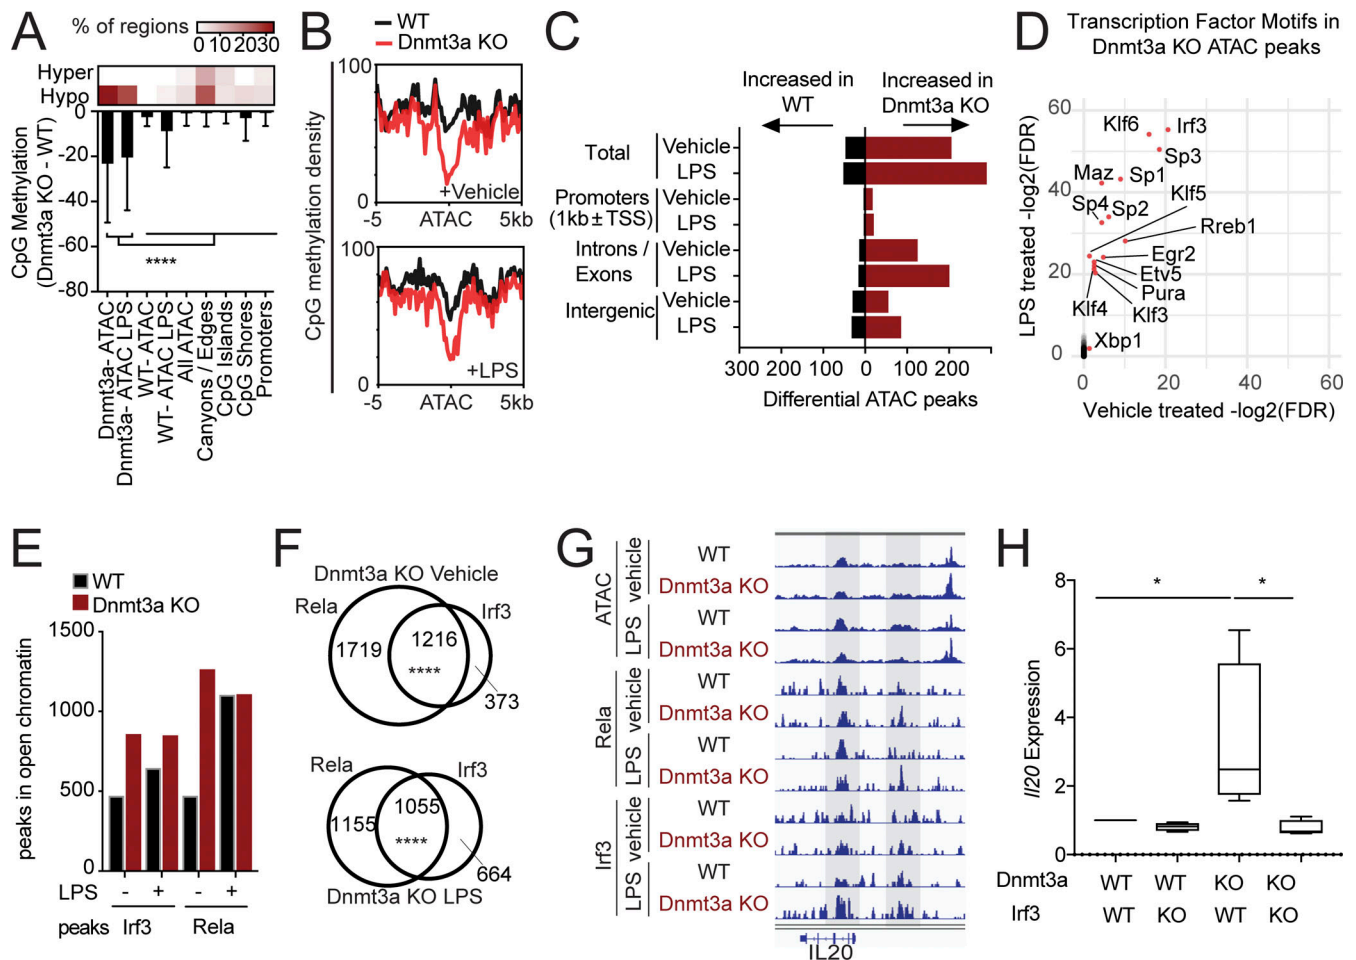 A
% of regions
0 10 20 30
Hyper
Hypo
CpG Methylation
(Dnmt3a KO - WT)
0
-20
-40
-60
-80
****
Dnmt3a- ATAC
Dnmt3a- ATAC LPS
WT- ATAC
WT- ATAC LPS
All ATAC
Canyons / Edges
CpG Islands
CpG Shores
Promoters
B
WT
Dnmt3a KO
CpG methylation density
100
0
+Vehicle
-5 ATAC 5kb
100
0
+LPS
-5 ATAC 5kb
C
Increased in
WT
Increased in
Dnmt3a KO
Total
Vehicle
LPS
Promoters
(1kb ± TSS)
Vehicle
LPS
Introns /
Exons
Vehicle
LPS
Intergenic
Vehicle
LPS
300 200 100 0 100 200
Differential ATAC peaks
D
Transcription Factor Motifs in
Dnmt3a KO ATAC peaks
LPS treated -log2(FDR)
60
40
20
0
Klf6
Irf3
Sp3
Maz
Sp1
Klf5
Sp4
Sp2
Rreb1
Egr2
Etv5
Pura
Klf4
Klf3
Xbp1
0 20 40 60
Vehicle treated -log2(FDR)
E
WT
Dnmt3a KO
peaks in open chromatin
1500
1000
500
0
LPS - + - +
peaks Irf3 Rela
F
Dnmt3a KO Vehicle
Rela
Irf3
1719
1216
****
373
Rela
Irf3
1155
1055
****
664
Dnmt3a KO LPS
G
ATAC
vehicle
WT
Dnmt3a KO
LPS
WT
Dnmt3a KO
Rela
vehicle
WT
Dnmt3a KO
LPS
WT
Dnmt3a KO
Irf3
vehicle
WT
Dnmt3a KO
LPS
WT
Dnmt3a KO
IL20
H
Il20 Expression
8
6
4
2
0
*
*
Dnmt3a WT WT KO KO
Irf3 WT KO WT KO